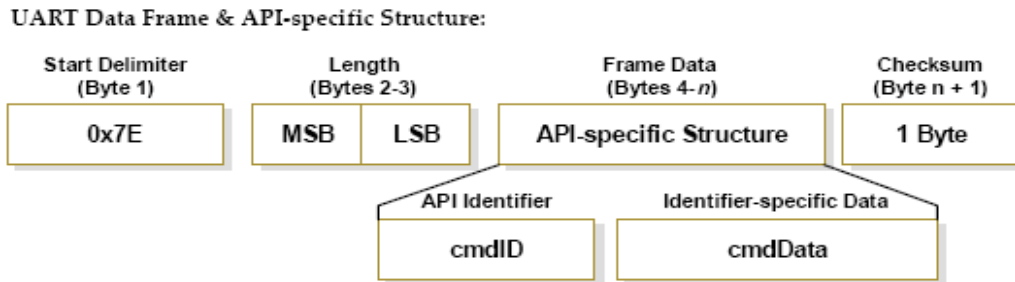 UART Data Frame & API-specific Structure:
Start Delimiter
(Byte 1)
Length
(Bytes 2-3)
Frame Data
(Bytes 4-n)
Checksum
(Byte n + 1)
0x7E
MSB
LSB
API-specific Structure
1 Byte
API Identifier
Identifier-specific Data
cmdID
cmdData